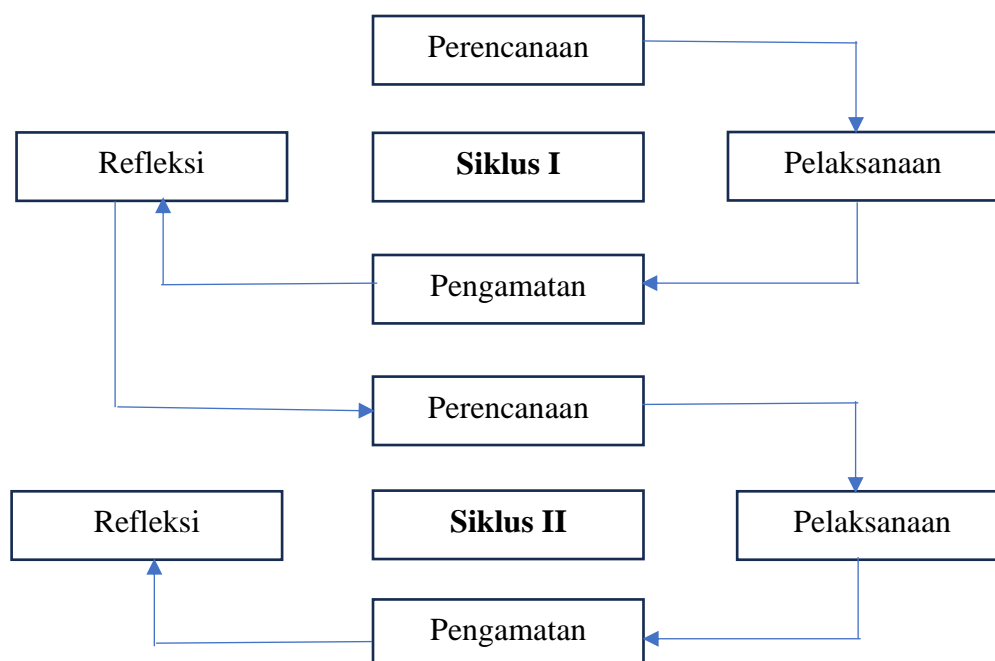 Perencanaan
Refleksi
Siklus I
Pelaksanaan
Pengamatan
Perencanaan
Refleksi
Siklus II
Pelaksanaan
Pengamatan